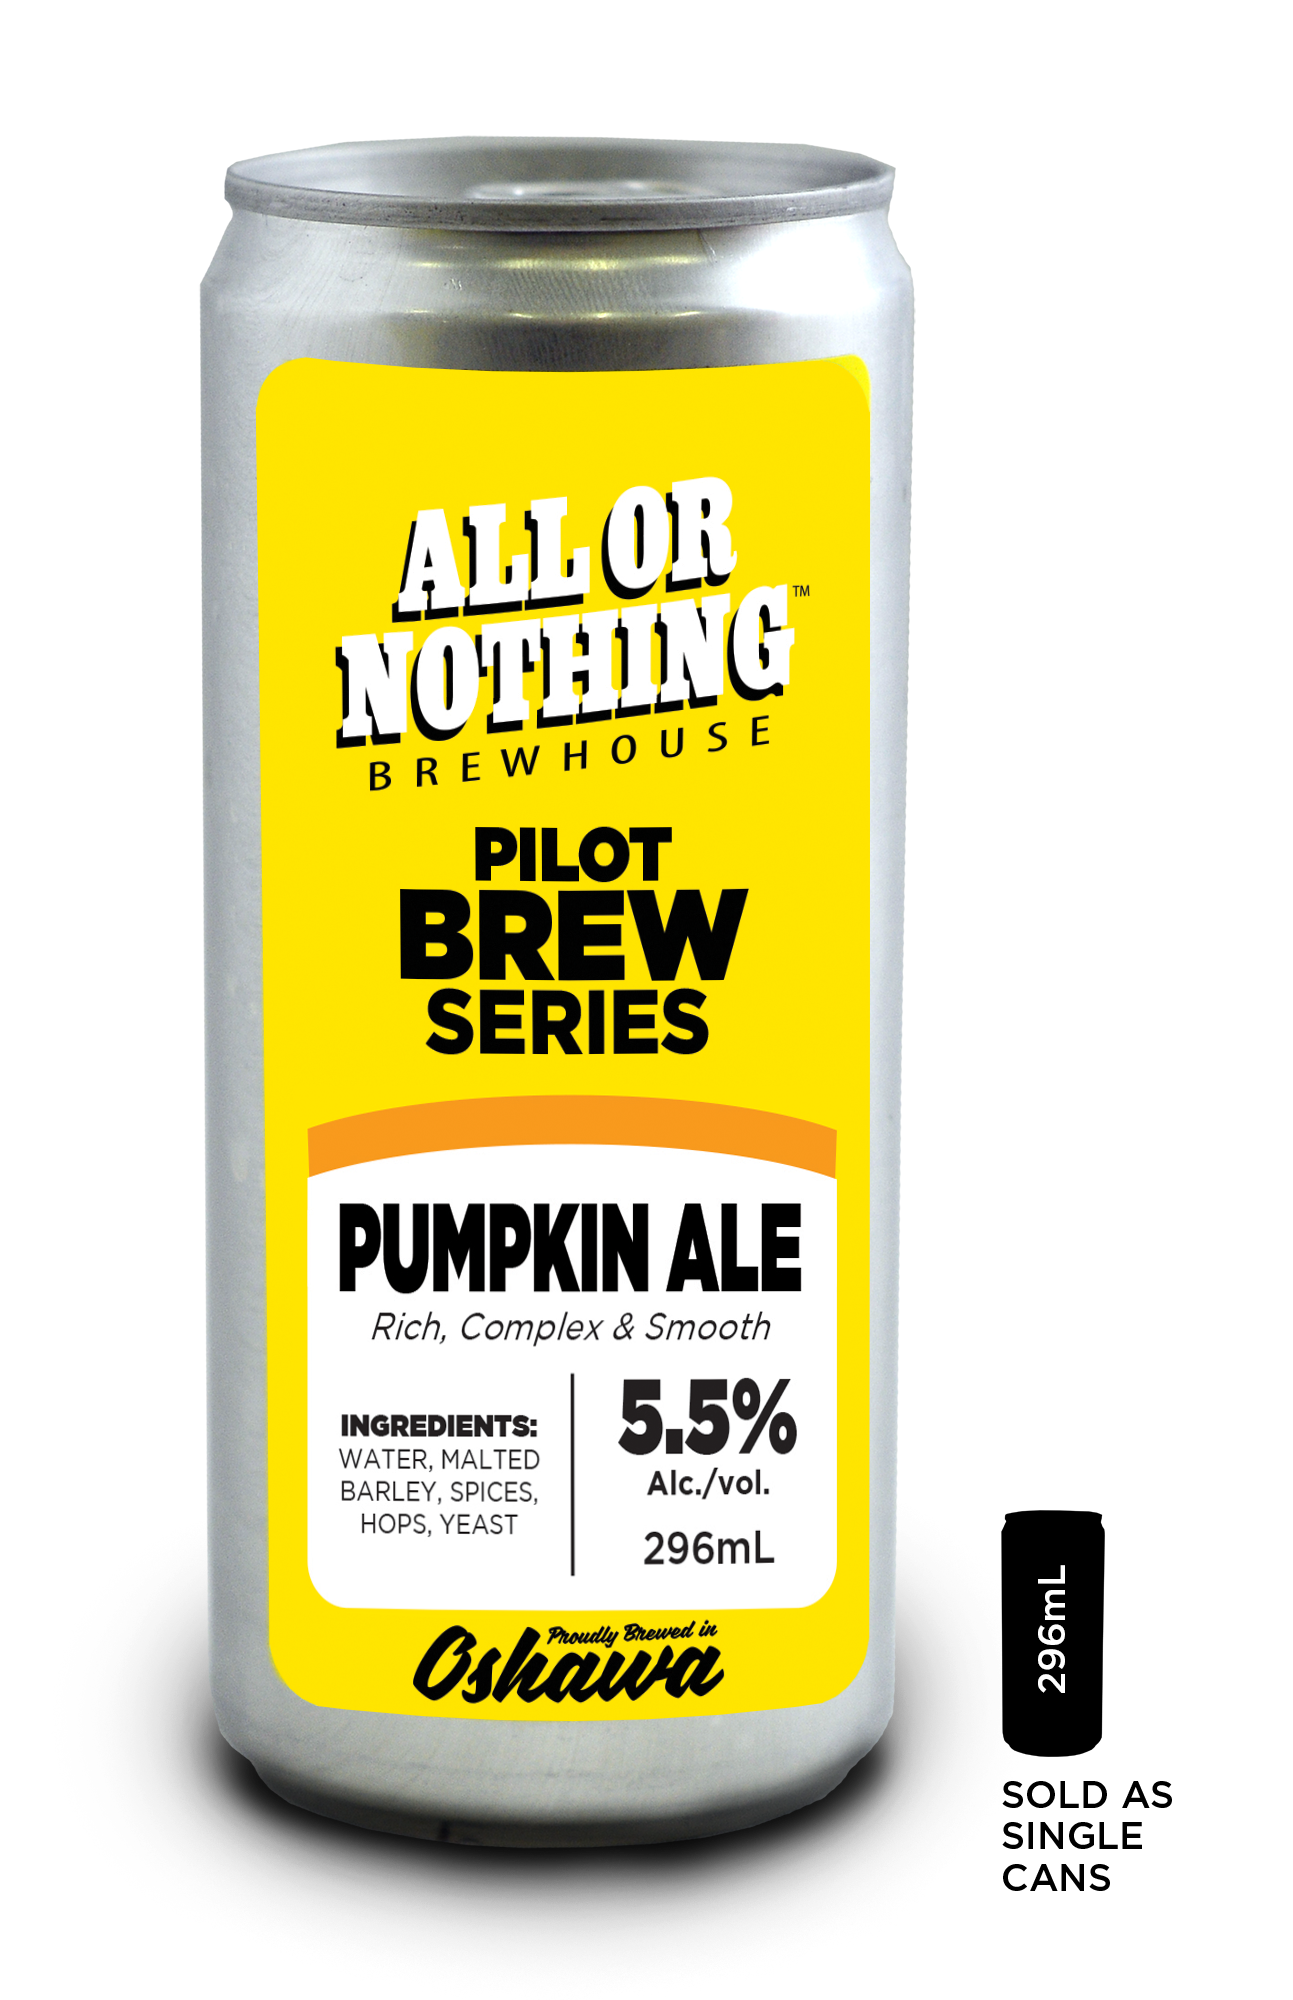 ALL OR
NOTHING™
BREWHOUSE
PILOT
BREW
SERIES
PUMPKIN ALE
Rich, Complex & Smooth
INGREDIENTS:
WATER, MALTED
BARLEY, SPICES,
HOPS, YEAST
5.5%
Alc./vol.
296mL
Proudly Brewed in
Oshawa
296mL
SOLD AS
SINGLE
CANS